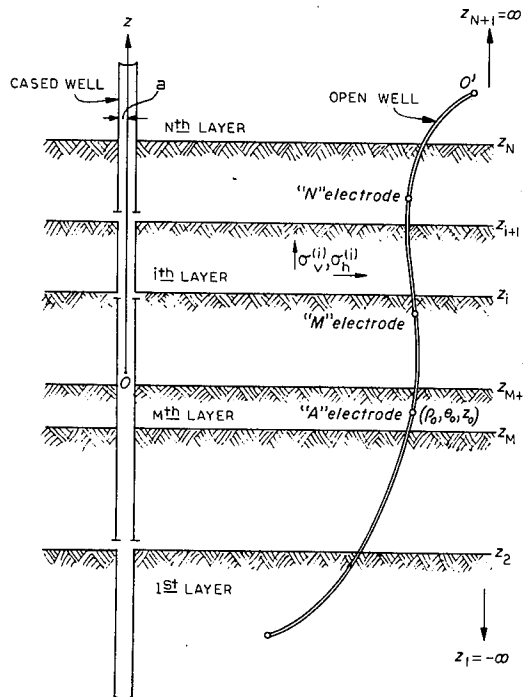 z_{N+1} = ∞
z
CASED WELL
a
OPEN WELL
O'
Nth LAYER
z_N
"N" electrode
z_{i+1}
σ_v^{(i)}, σ_h^{(i)}
ith LAYER
z_i
"M" electrode
O
z_{M+
Mth LAYER
"A" electrode
(ρ_0, θ_0, z_0)
z_M
z_2
1st LAYER
z_1 = -∞